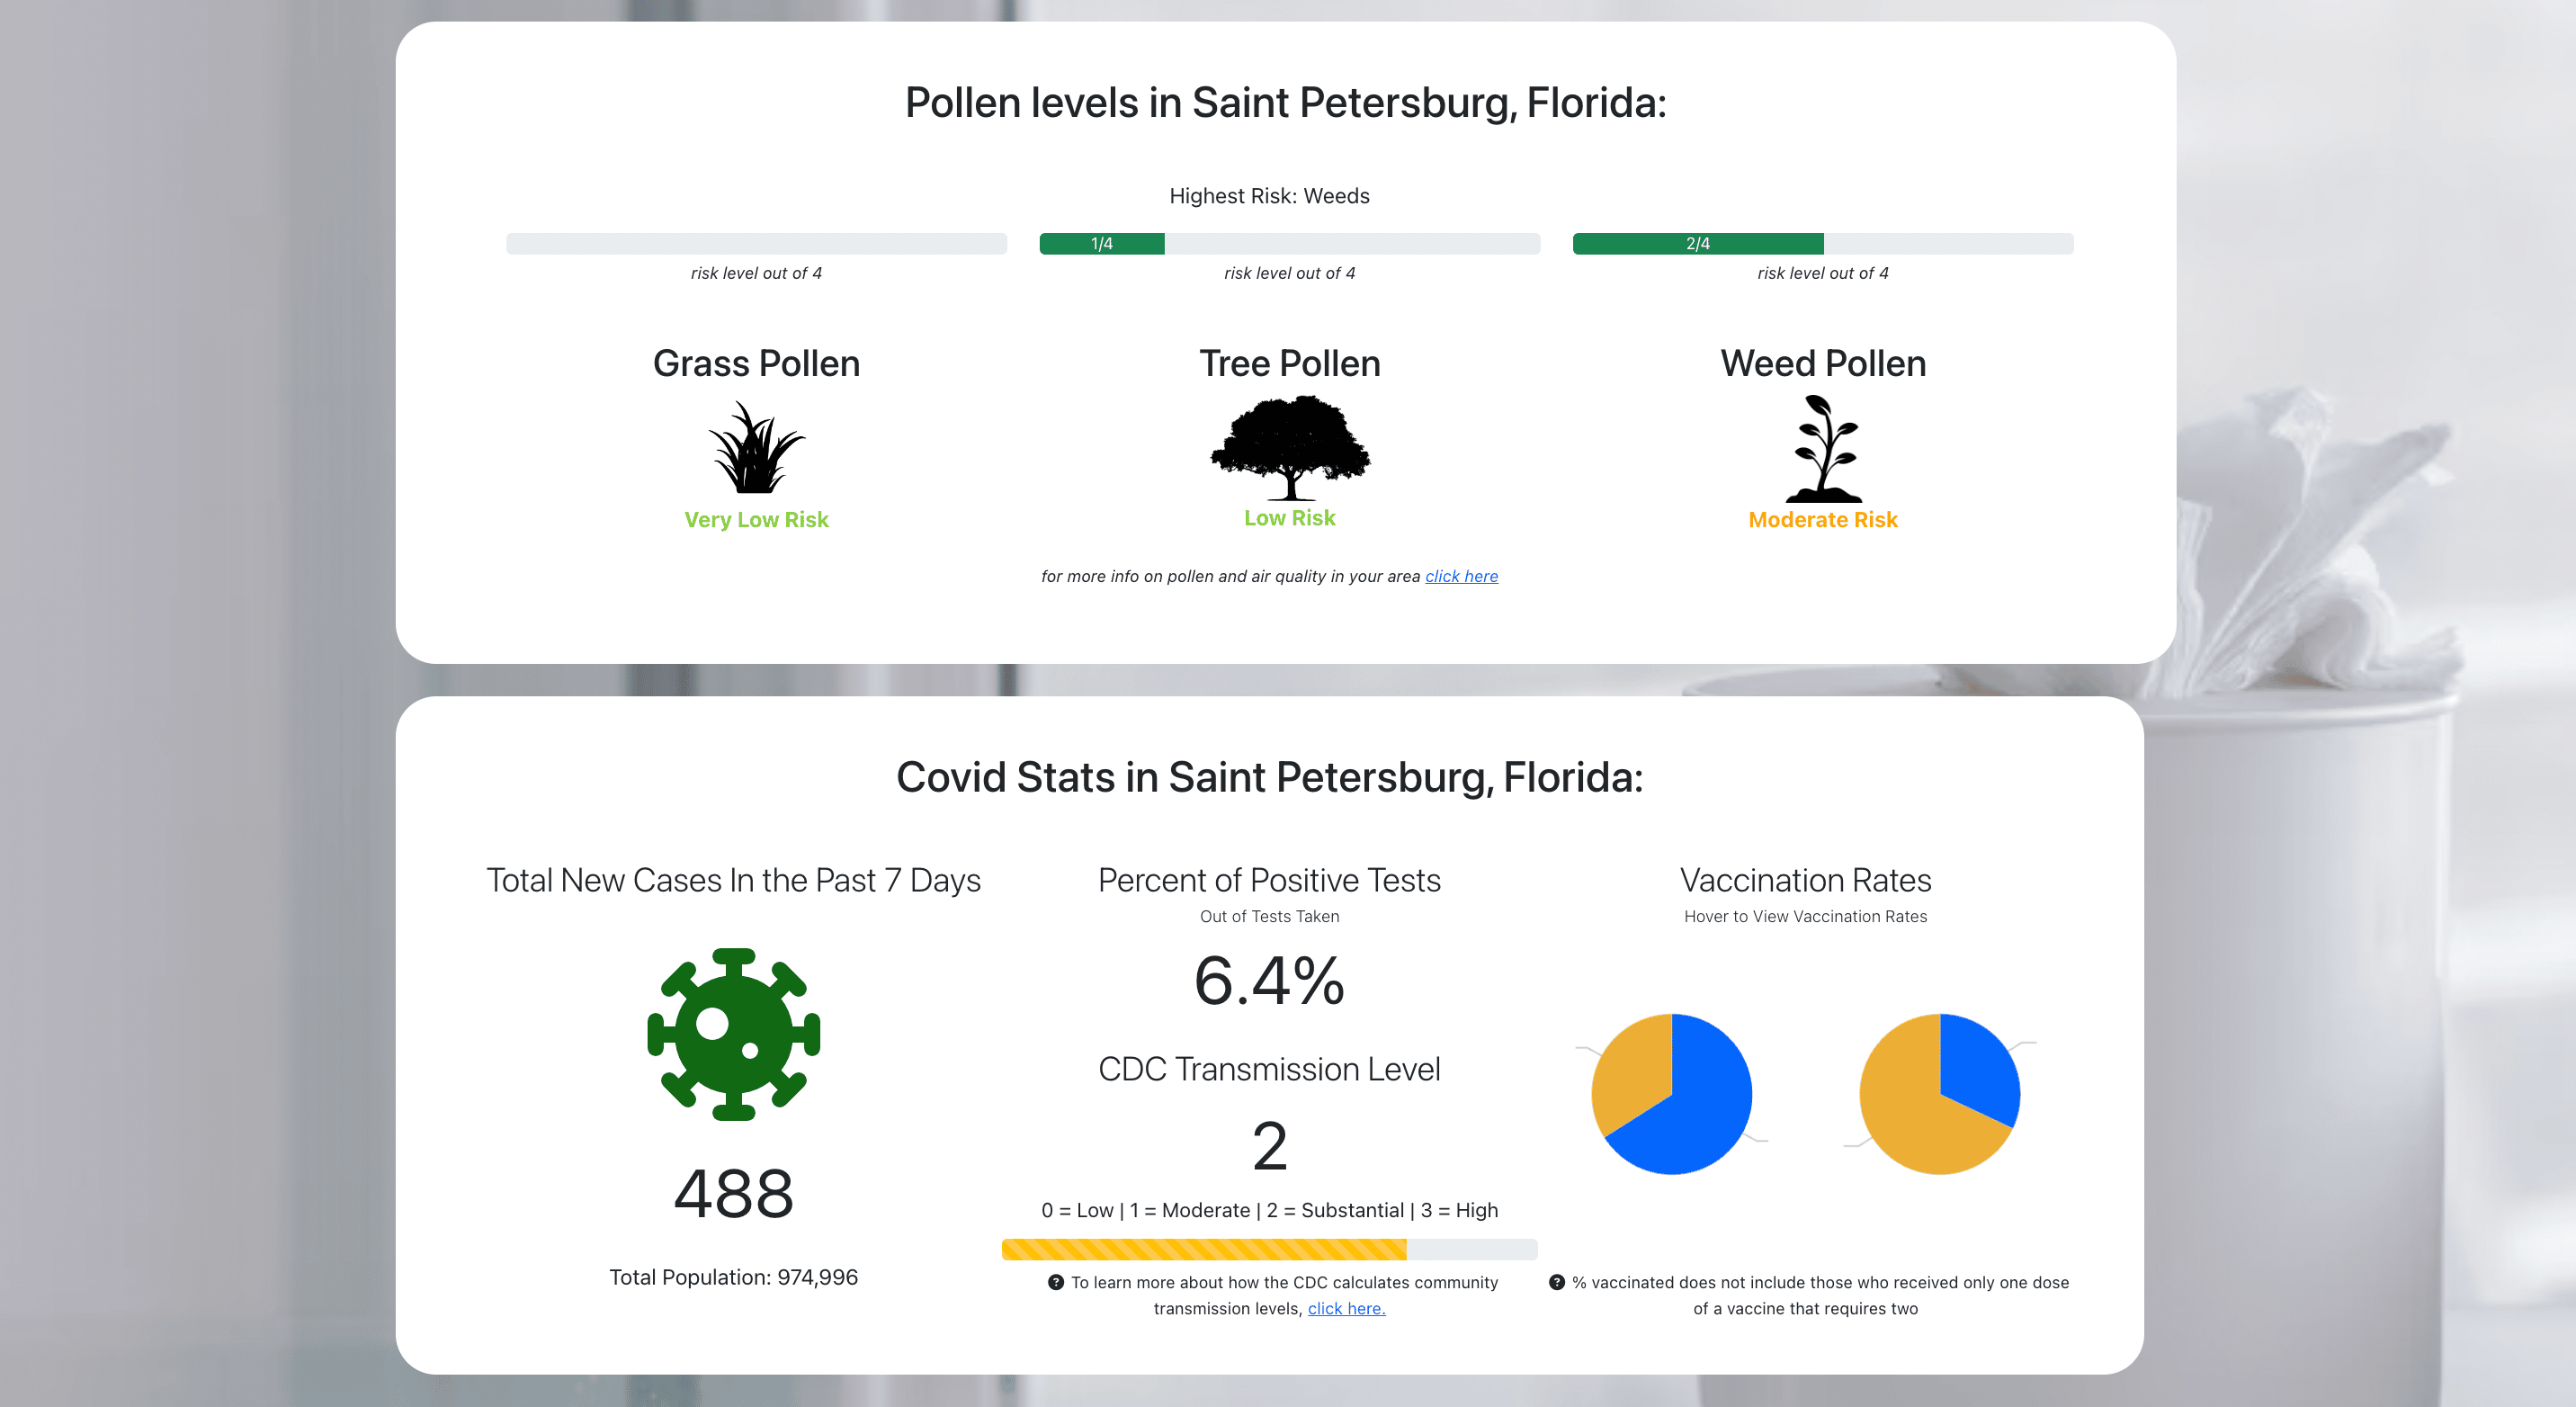 Pollen levels in Saint Petersburg, Florida:
Highest Risk: Weeds
1/4
2/4
risk level out of 4
risk level out of 4
risk level out of 4
Grass Pollen
Tree Pollen
Weed Pollen
Very Low Risk
Low Risk
Moderate Risk
for more info on pollen and air quality in your area click here
Covid Stats in Saint Petersburg, Florida:
Total New Cases In the Past 7 Days
488
Total Population: 974,996
Percent of Positive Tests
Out of Tests Taken
6.4%
CDC Transmission Level
2
0 = Low | 1 = Moderate | 2 = Substantial | 3 = High
? To learn more about how the CDC calculates community
transmission levels, click here.
Vaccination Rates
Hover to View Vaccination Rates
? % vaccinated does not include those who received only one dose
of a vaccine that requires two